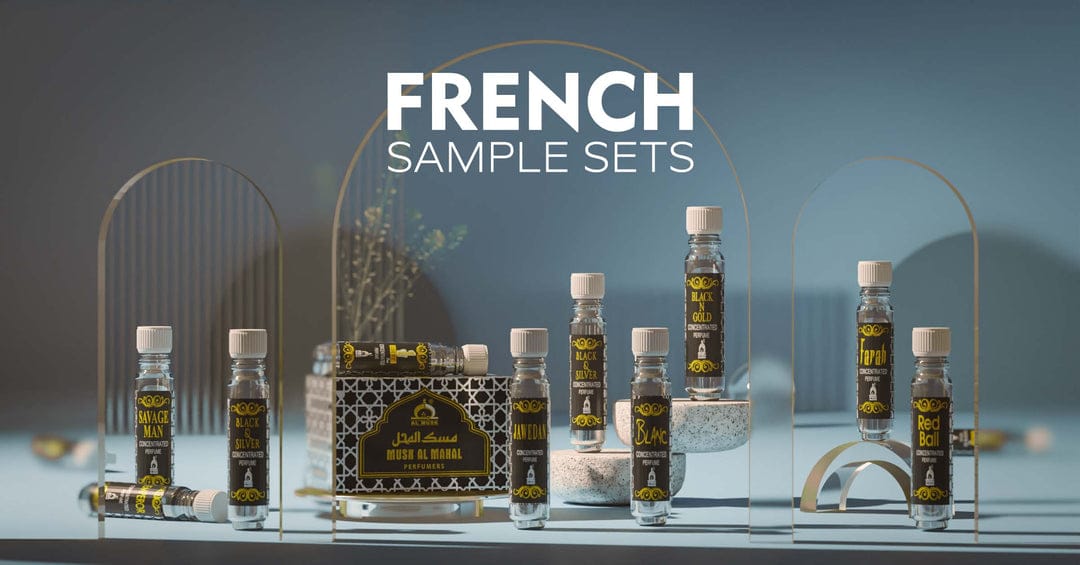 FRENCH
SAMPLE SETS
SAVAGE
MAN
CONCENTRATED
PERFUME
BLACK
&
SILVER
CONCENTRATED
PERFUME
AL MUSK
مسك المحل
MUSK AL MAHAL
PERFUMERS
JAWEDAN
CONCENTRATED
PERFUME
BLACK
&
SILVER
CONCENTRATED
PERFUME
BLANC
CONCENTRATED
PERFUME
BLACK
N
GOLD
CONCENTRATED
PERFUME
Farah
CONCENTRATED
PERFUME
Red
Ball
CONCENTRATED
PERFUME